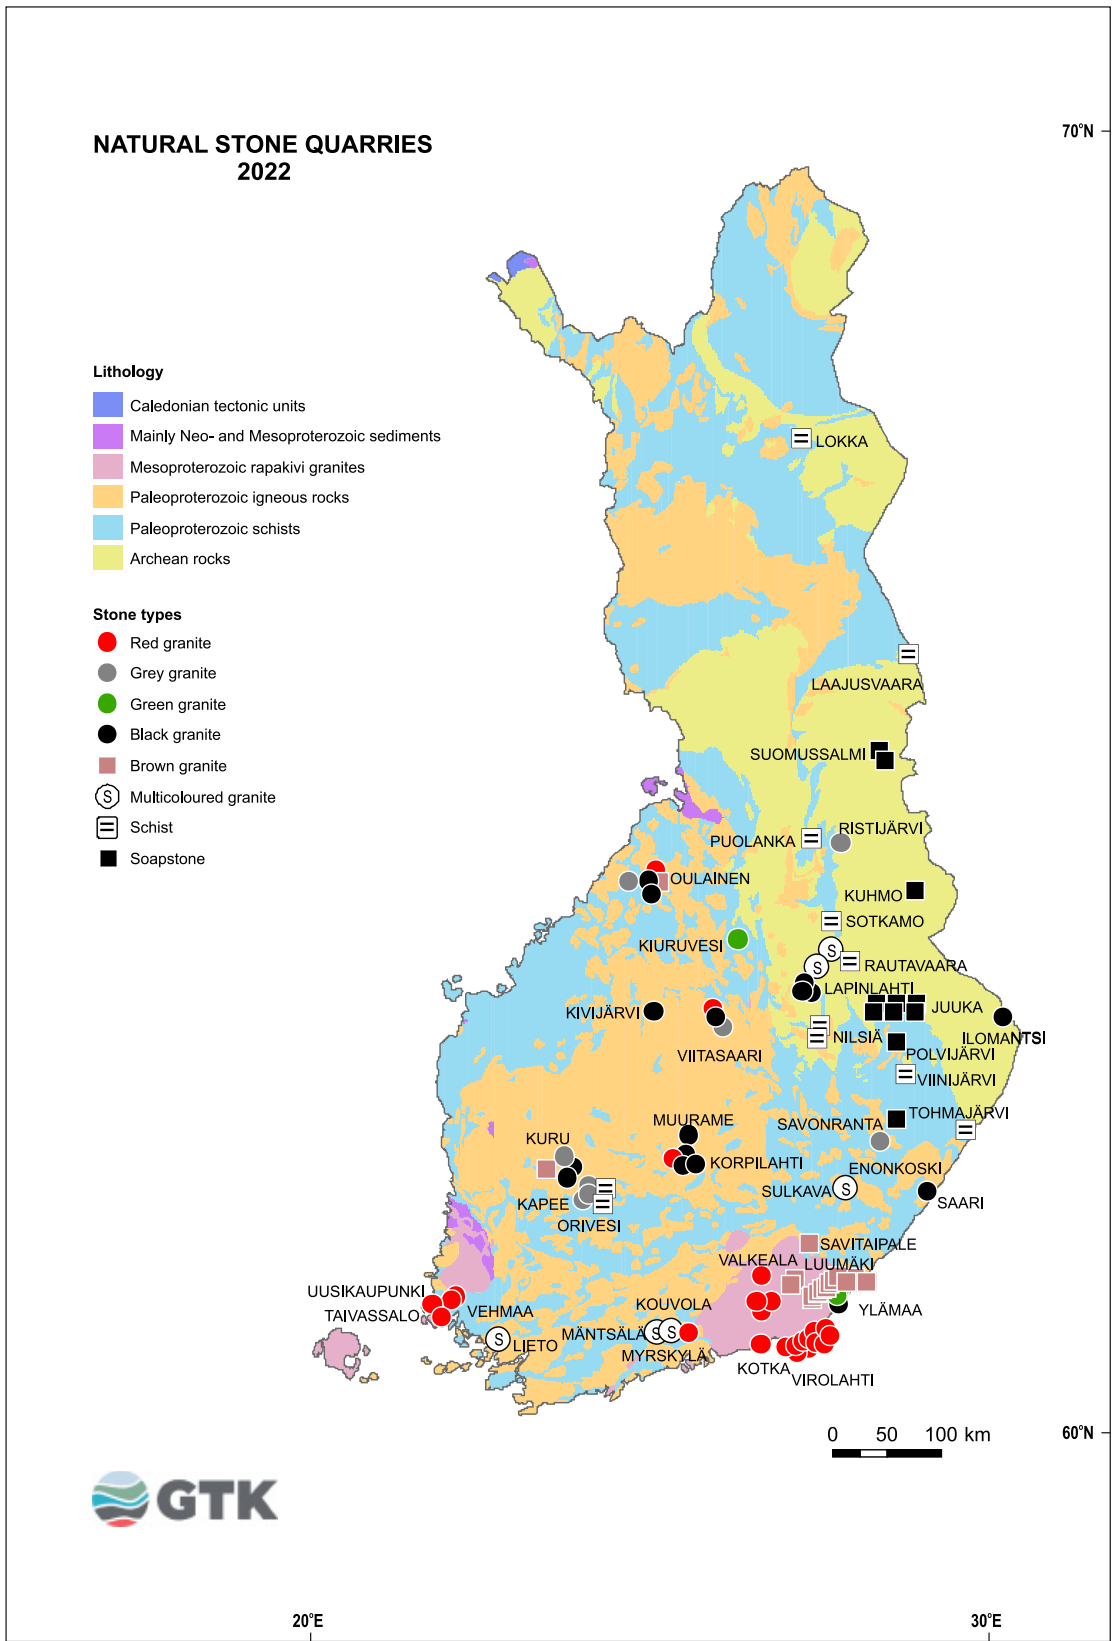 NATURAL STONE QUARRIES
2022
70°N
Lithology
Caledonian tectonic units
Mainly Neo- and Mesoproterozoic sediments
Mesoproterozoic rapakivi granites
Paleoproterozoic igneous rocks
Paleoproterozoic schists
Archean rocks
Stone types
Red granite
Grey granite
Green granite
Black granite
Brown granite
S Multicoloured granite
Schist
Soapstone
LOKKA
LAAJUSVAARA
SUOMUSSALMI
RISTIJÄRVI
PUOLANKA
OULAINEN
KUHMO
SOTKAMO
KIURUVESI
S
S
RAUTAVAARA
LAPINLAHTI
JUUKA
KIVIJÄRVI
ILOMANTSI
NILSIÄ
VIITASAARI
POLVIJÄRVI
VIINIJÄRVI
TOHMAJÄRVI
MUURAME
SAVONRANTA
KURU
KORPILAHTI
ENONKOSKI
SULKAVA S
SAARI
KAPEE
ORIVESI
SAVITAIPALE
VALKEALA
LUUMÄKI
UUSIKAUPUNKI
KOUVOLA
YLÄMAA
TAIVASSALO
VEHMAA
MÄNTSÄLÄ S S
S LIETO
MYRSKYLÄ
KOTKA
VIROLAHTI
0 50 100 km
60°N
GTK
20°E
30°E